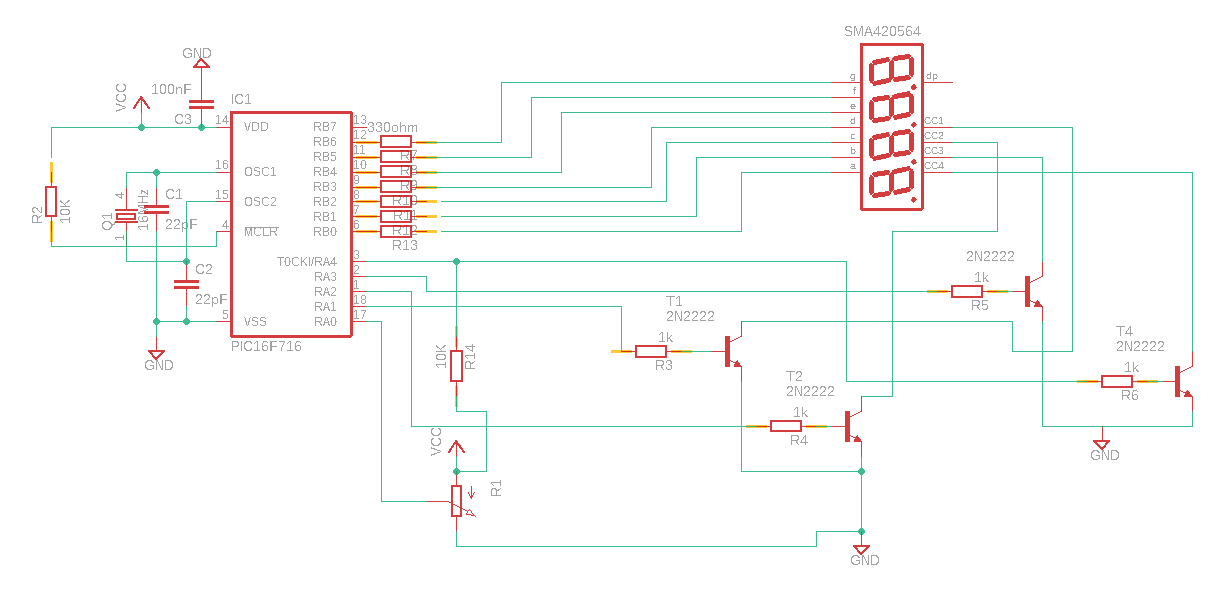 SMA420564
GND
VCC
100nF
C3
IC1
14
VDD
RB7
13
330ohm
RB6
12
RB5
11
R7
16
OSC1
RB4
10
R8
RB3
9
R9
15
OSC2
RB2
8
R10
RB1
7
R11
4
MCLR
RB0
6
R12
R13
R2
10K
Q1
4
1
16MHz
C1
22pF
C2
22pF
T0CKI/RA4
3
RA3
2
RA2
1
RA1
18
5
VSS
RA0
17
PIC16F716
GND
g
f
e
d
c
b
a
dp
CC1
CC2
CC3
CC4
2N2222
1k
R5
T1
2N2222
1k
R3
T2
2N2222
1k
R4
T4
2N2222
1k
R6
GND
10K
R14
VCC
R1
GND